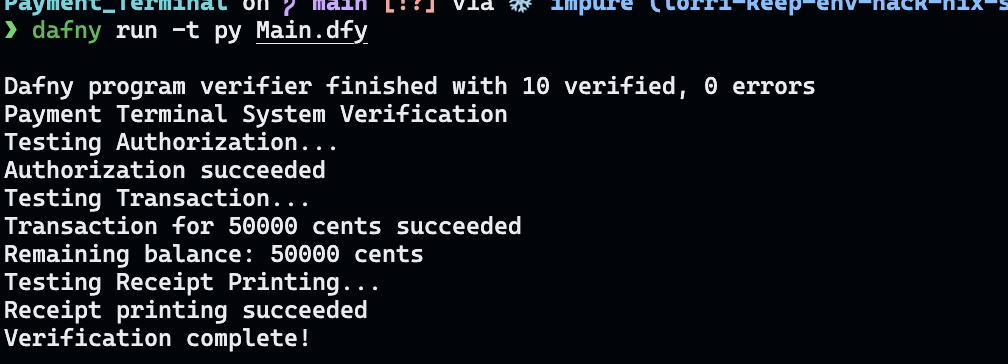 Payment_Terminal on main [!?] via impure (lorri-keep-env-hack-nix-s
❯ dafny run -t py Main.dfy
Dafny program verifier finished with 10 verified, 0 errors
Payment Terminal System Verification
Testing Authorization...
Authorization succeeded
Testing Transaction...
Transaction for 50000 cents succeeded
Remaining balance: 50000 cents
Testing Receipt Printing...
Receipt printing succeeded
Verification complete!